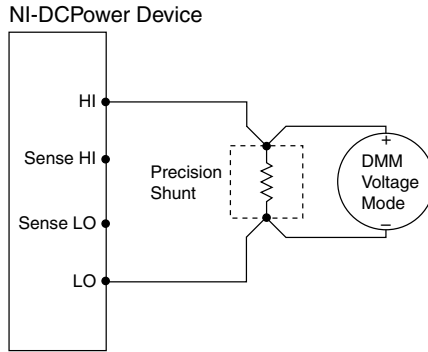 NI-DCPower Device
HI
Sense HI
Sense LO
LO
Precision
Shunt
+
DMM
Voltage
Mode
–